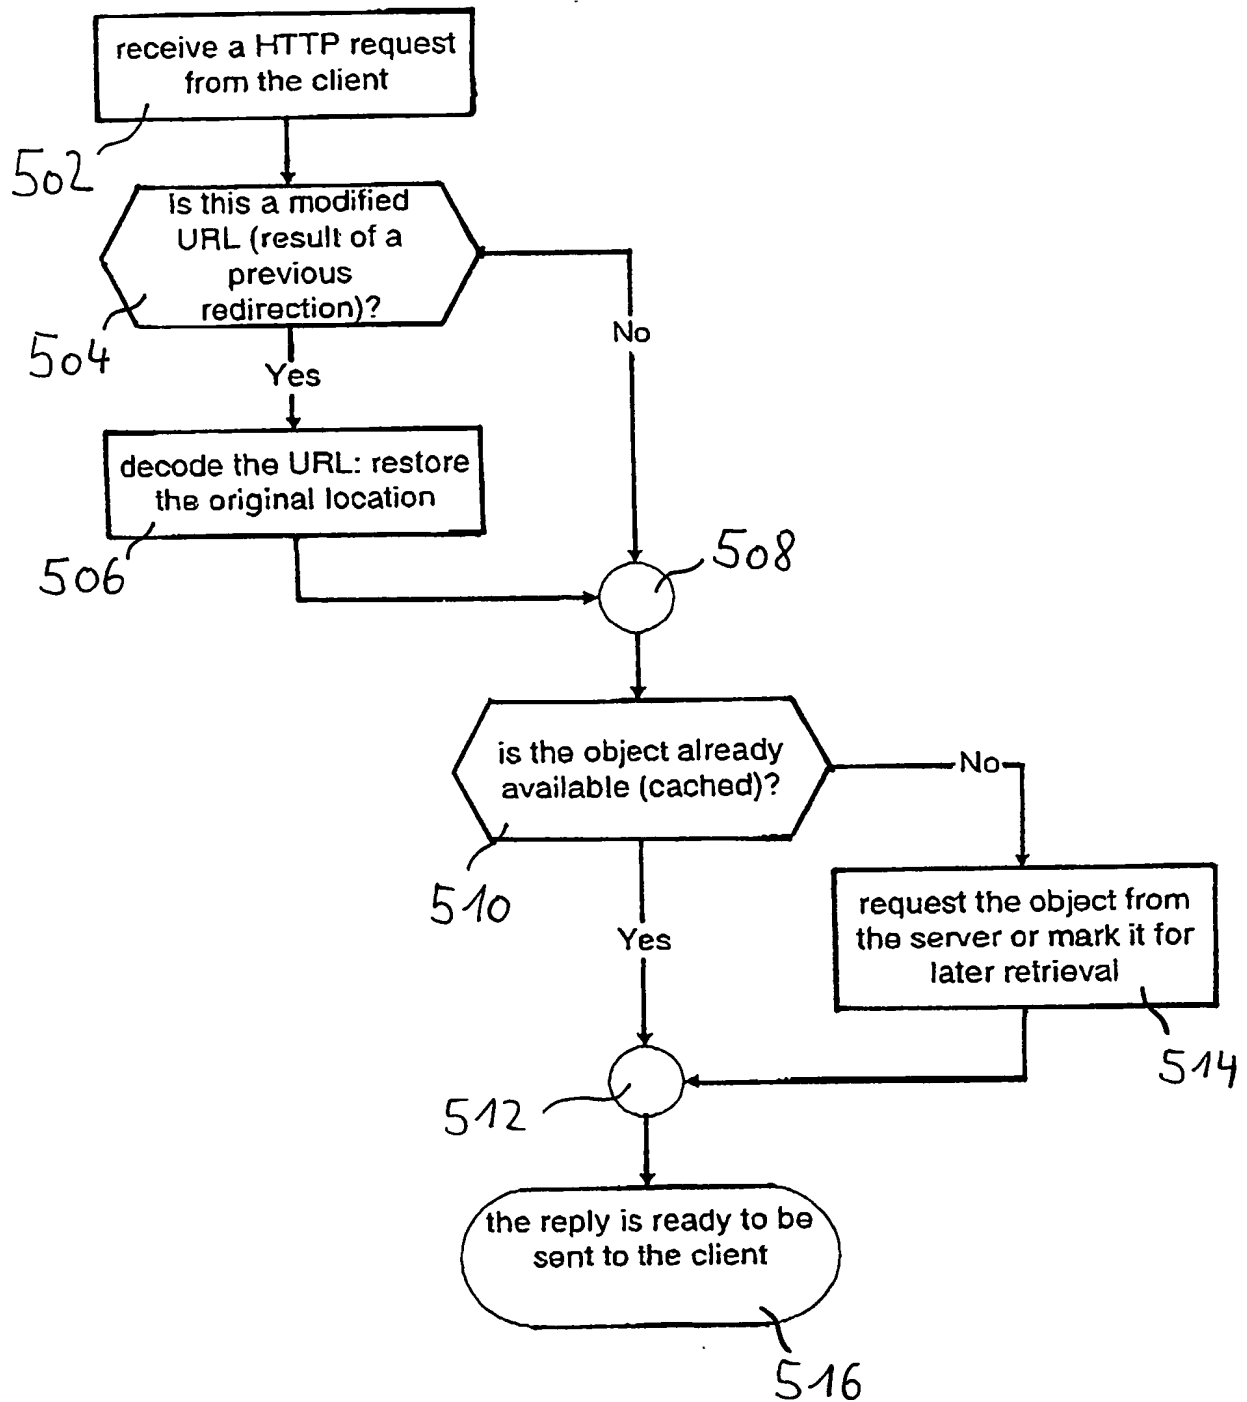 receive a HTTP request
from the client
502
Is this a modified
URL (result of a
previous
redirection)?
504
No
Yes
decode the URL: restore
the original location
506
508
is the object already
available (cached)?
No
510
request the object from
the server or mark it for
later retrieval
Yes
514
512
the reply is ready to be
sent to the client
516